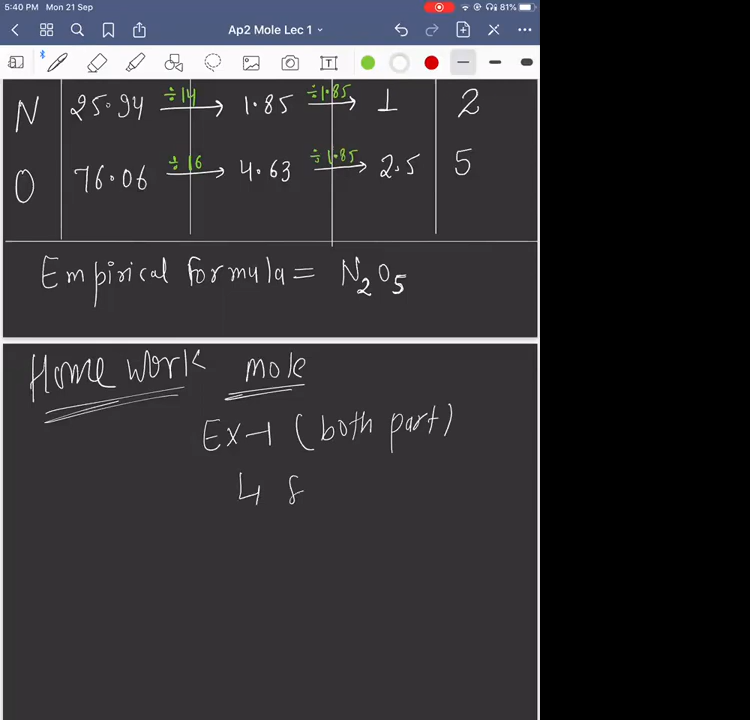 5:40 PM Mon 21 Sep 81%
Ap2 Mole Lec 1
N 25.94 ÷14 1.85 ÷1.85 1 2
O 76.06 ÷16 4.63 ÷1.85 2.5 5
Empirical formula = N₂O₅
Home Work mole
Ex-1 (both part)
4 8